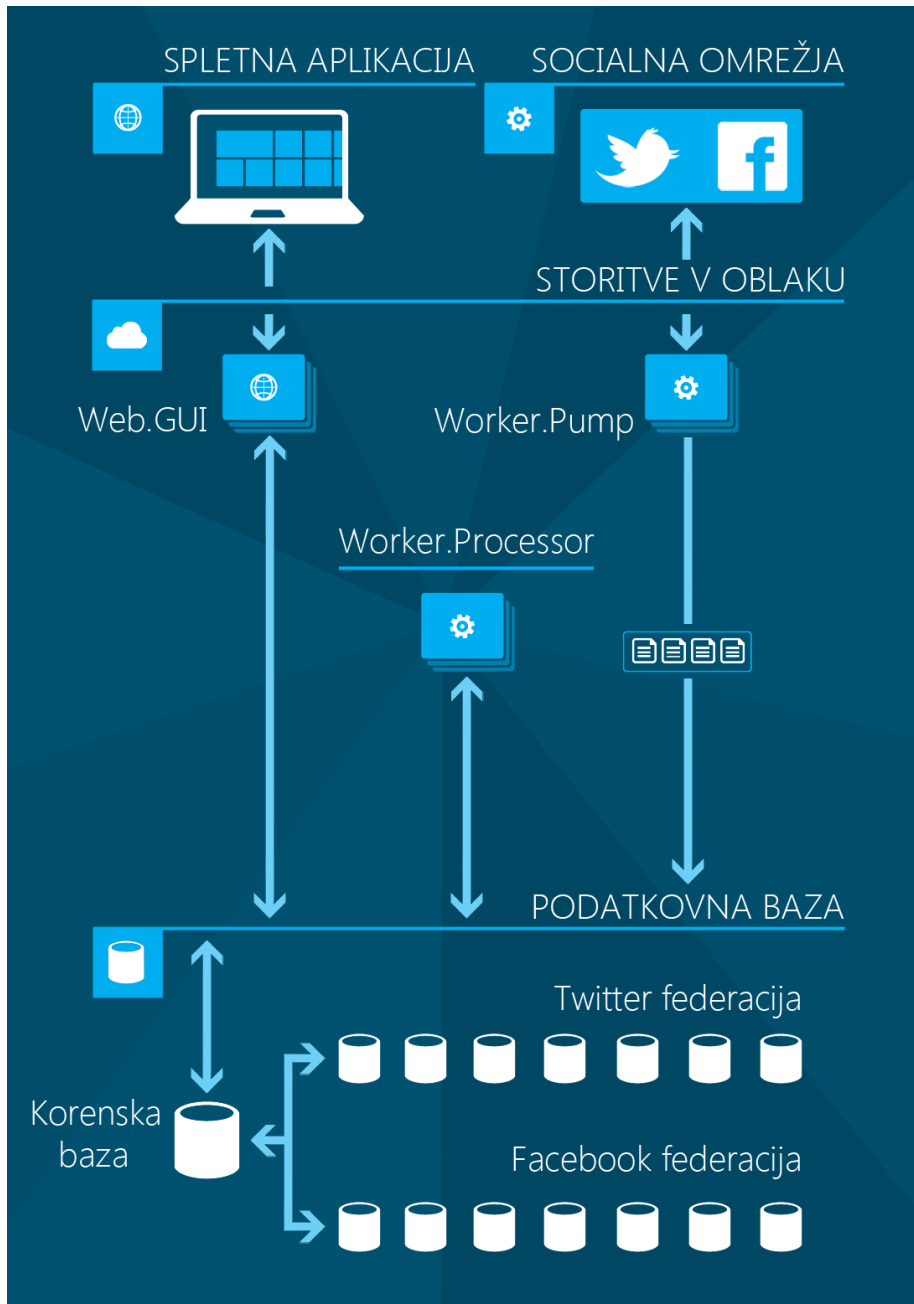 SPLETNA APLIKACIJA
SOCIALNA OMREŽJA
STORITVE V OBLAKU
Web.GUI
Worker.Pump
Worker.Processor
PODATKOVNA BAZA
Twitter federacija
Korenska
baza
Facebook federacija